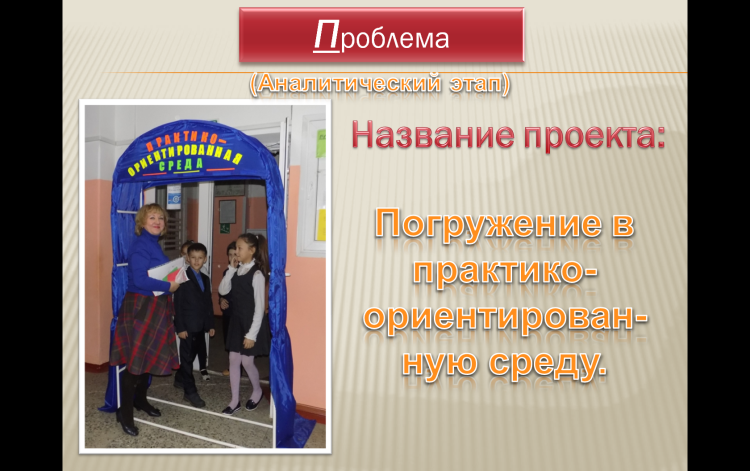 Проблема
(Аналитический этап)
Название проекта:
Погружение в
практико-
ориентирован-
ную среду.
ПРАКТИКО-
ОРИЕНТИРОВАННАЯ
СРЕДА